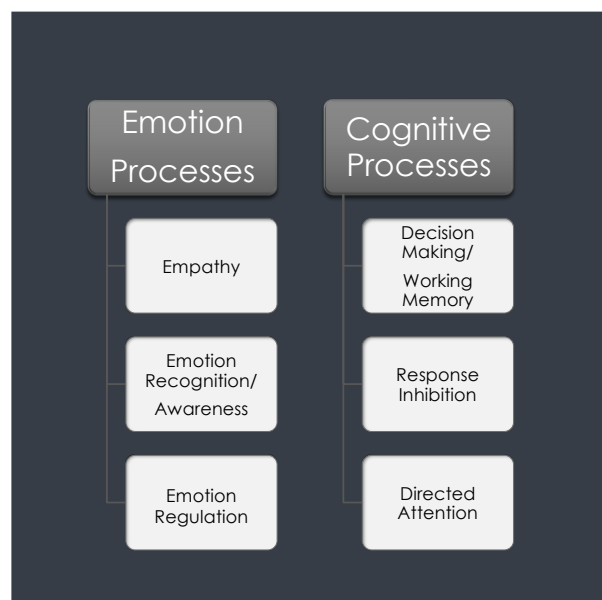 Emotion
Processes
Empathy
Emotion
Recognition/
Awareness
Emotion
Regulation
Cognitive
Processes
Decision
Making/
Working
Memory
Response
Inhibition
Directed
Attention